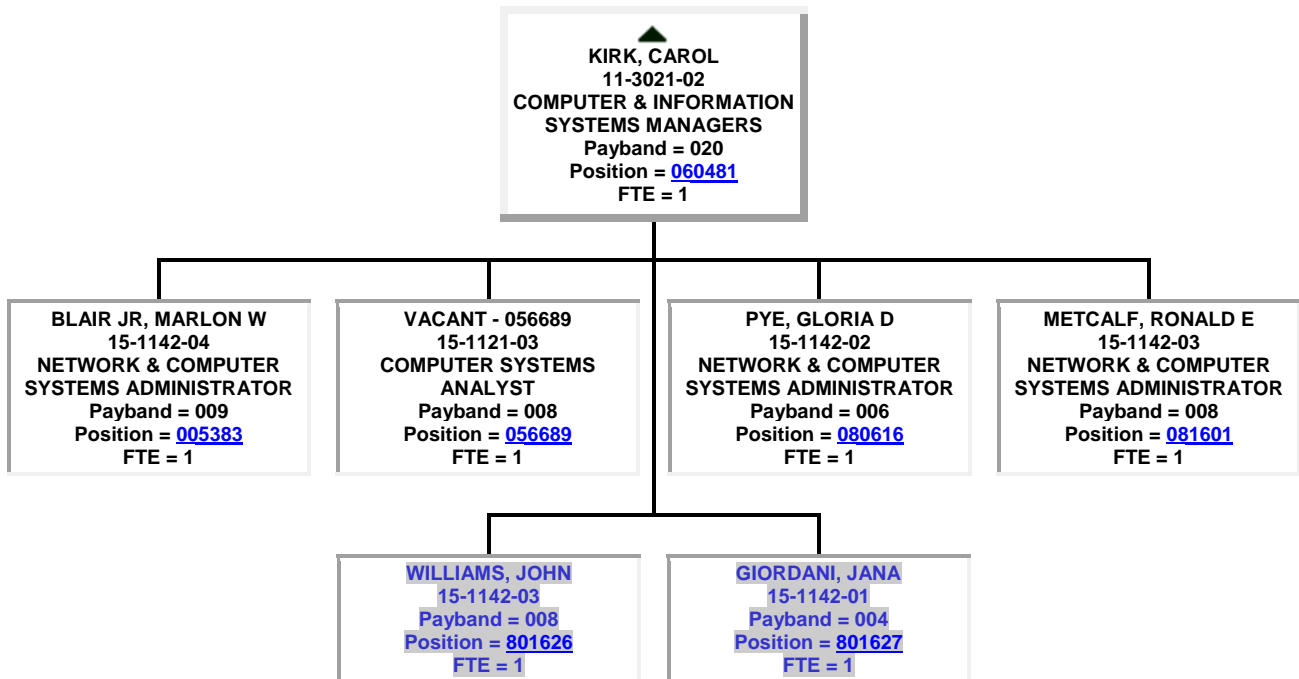 KIRK, CAROL
11-3021-02
COMPUTER & INFORMATION
SYSTEMS MANAGERS
Payband = 020
Position = 060481
FTE = 1
BLAIR JR, MARLON W
15-1142-04
NETWORK & COMPUTER
SYSTEMS ADMINISTRATOR
Payband = 009
Position = 005383
FTE = 1
VACANT - 056689
15-1121-03
COMPUTER SYSTEMS
ANALYST
Payband = 008
Position = 056689
FTE = 1
PYE, GLORIA D
15-1142-02
NETWORK & COMPUTER
SYSTEMS ADMINISTRATOR
Payband = 006
Position = 080616
FTE = 1
METCALF, RONALD E
15-1142-03
NETWORK & COMPUTER
SYSTEMS ADMINISTRATOR
Payband = 008
Position = 081601
FTE = 1
WILLIAMS, JOHN
15-1142-03
Payband = 008
Position = 801626
FTE = 1
GIORDANI, JANA
15-1142-01
Payband = 004
Position = 801627
FTE = 1